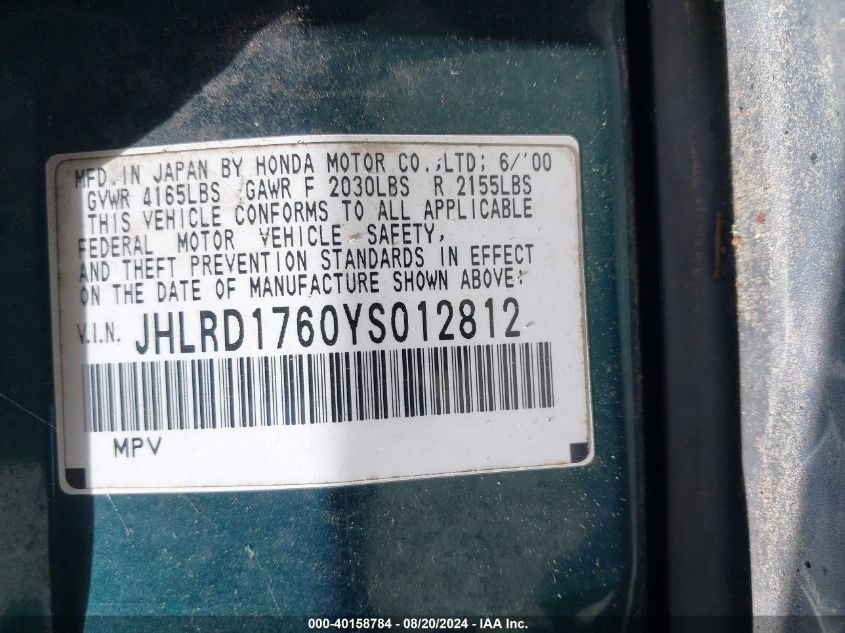 MFD. IN JAPAN BY HONDA MOTOR CO.,LTD; 6/'00
GVWR 4165LBS GAWR F 2030LBS R 2155LBS
THIS VEHICLE CONFORMS TO ALL APPLICABLE
FEDERAL MOTOR VEHICLE SAFETY,
AND THEFT PREVENTION STANDARDS IN EFFECT
ON THE DATE OF MANUFACTURE SHOWN ABOVE:
V.I.N. JHLRD1760YS012812
MPV
000-40158784 - 08/20/2024 - IAA Inc.